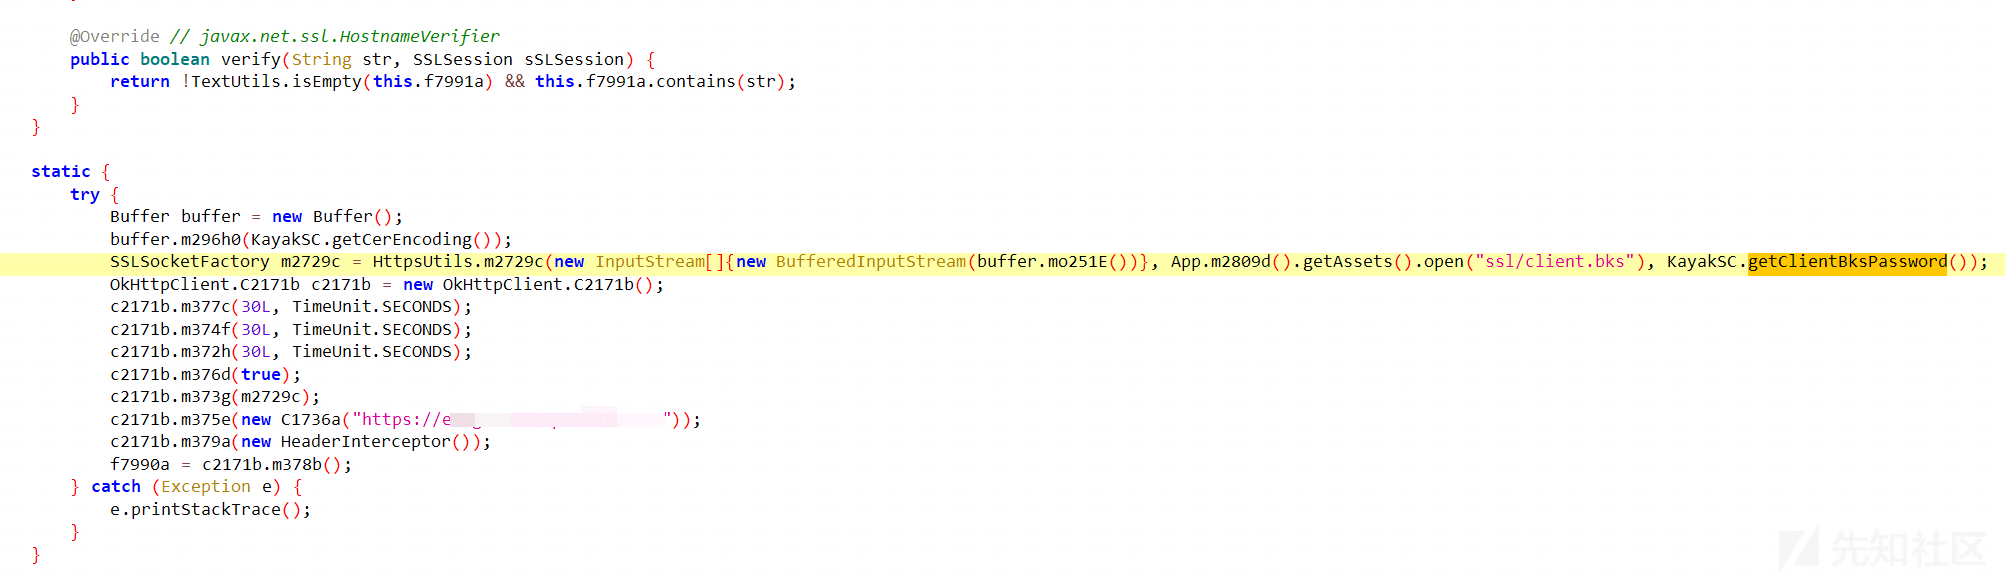 @Override // javax.net.ssl.HostnameVerifier
public boolean verify(String str, SSLSession sSLSession) {
return !TextUtils.isEmpty(this.f7991a) && this.f7991a.contains(str);
}
}
static {
try {
Buffer buffer = new Buffer();
buffer.m296h0(KayakSC.getCerEncoding());
SSLSocketFactory m2729c = HttpsUtils.m2729c(new InputStream[]{new BufferedInputStream(buffer.mo251E())}, App.m2809d().getAssets().open("ssl/client.bks"), KayakSC.getClientBksPassword());
OkHttpClient.C2171b c2171b = new OkHttpClient.C2171b();
c2171b.m377c(30L, TimeUnit.SECONDS);
c2171b.m374f(30L, TimeUnit.SECONDS);
c2171b.m372h(30L, TimeUnit.SECONDS);
c2171b.m376d(true);
c2171b.m373g(m2729c);
c2171b.m375e(new C1736a("https://e"));
c2171b.m379a(new HeaderInterceptor());
f7990a = c2171b.m378b();
} catch (Exception e) {
e.printStackTrace();
}
}
先知社区